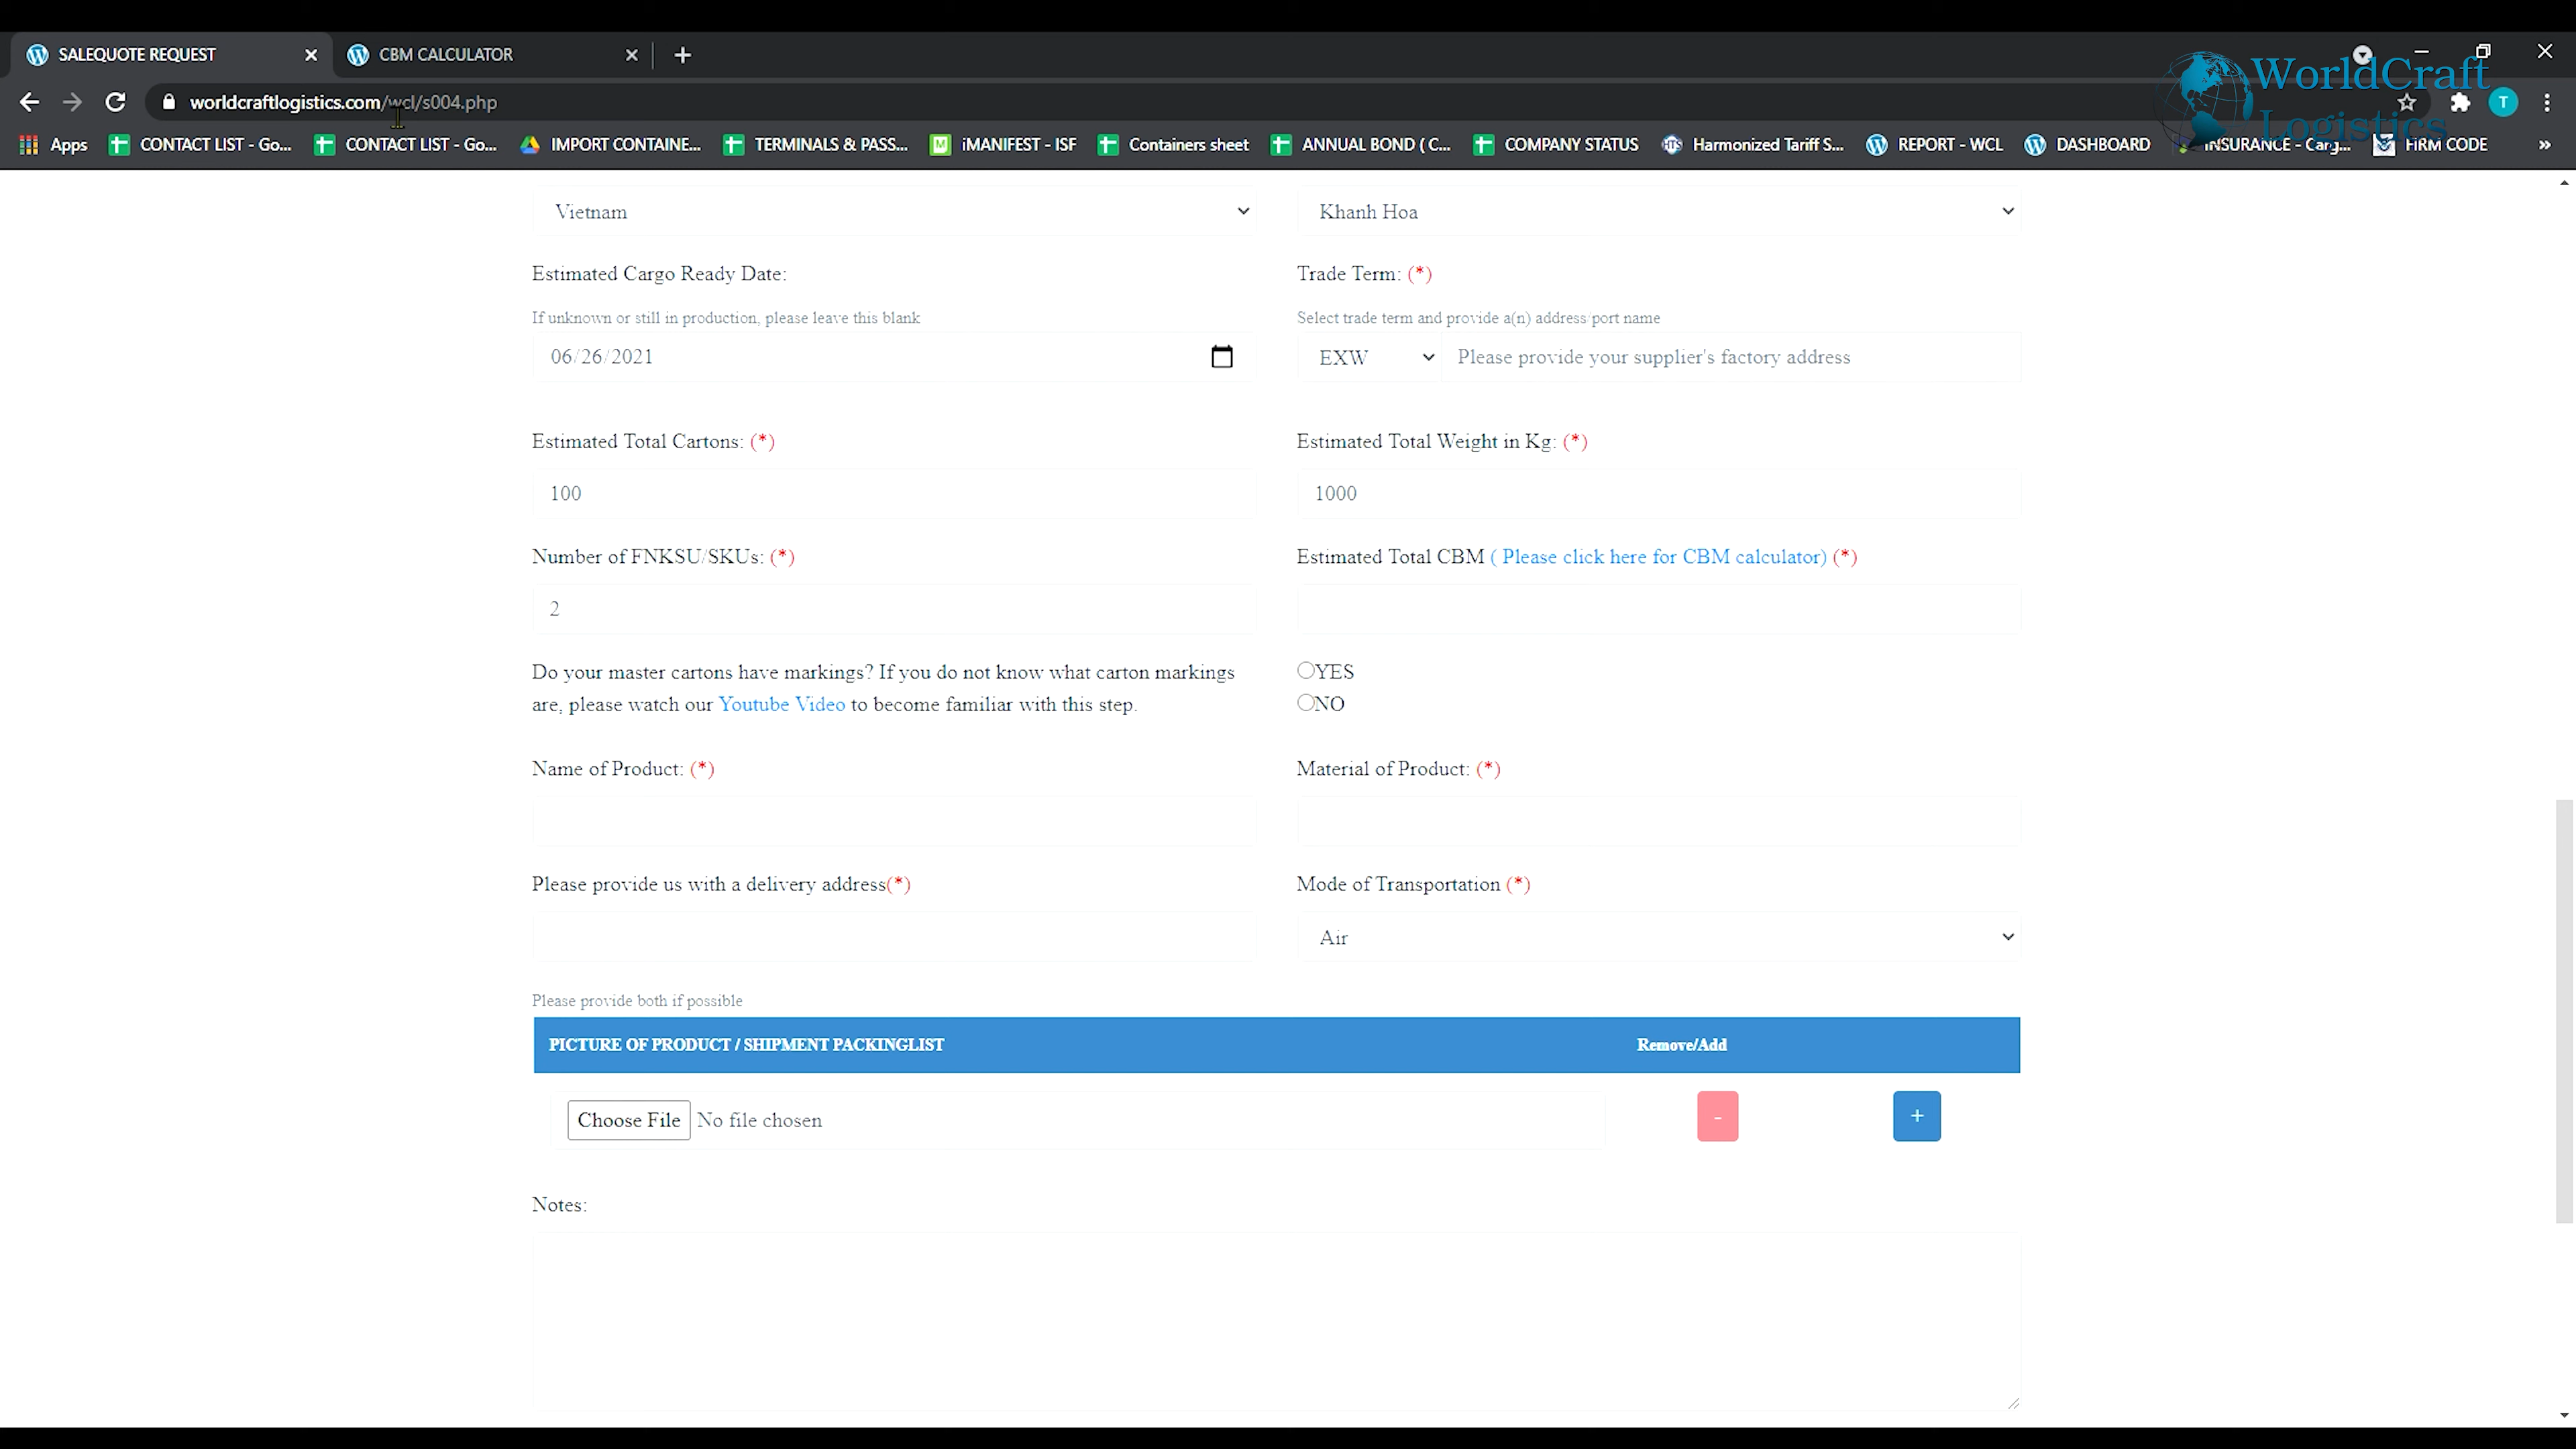 SALEQUOTE REQUEST
CBM CALCULATOR
WorldCraft
Logistics
worldcraftlogistics.com/wcl/s004.php
T
Apps
CONTACT LIST - Go...
CONTACT LIST - Go...
IMPORT CONTAINE...
TERMINALS & PASS...
iMANIFEST - ISF
Containers sheet
ANNUAL BOND ( C...
COMPANY STATUS
Harmonized Tariff S...
REPORT - WCL
DASHBOARD
INSURANCE - Carg...
FIRM CODE
Vietnam
Khanh Hoa
Estimated Cargo Ready Date:
Trade Term: (*)
If unknown or still in production, please leave this blank
Select trade term and provide a(n) address/port name
06/26/2021
EXW
Please provide your supplier's factory address
Estimated Total Cartons: (*)
Estimated Total Weight in Kg: (*)
100
1000
Number of FNKSU/SKUs: (*)
Estimated Total CBM ( Please click here for CBM calculator) (*)
2
Do your master cartons have markings? If you do not know what carton markings
are, please watch our Youtube Video to become familiar with this step.
YES
NO
Name of Product: (*)
Material of Product: (*)
Please provide us with a delivery address(*)
Mode of Transportation (*)
Air
Please provide both if possible
PICTURE OF PRODUCT / SHIPMENT PACKINGLIST
Remove/Add
Choose File No file chosen
-
+
Notes: